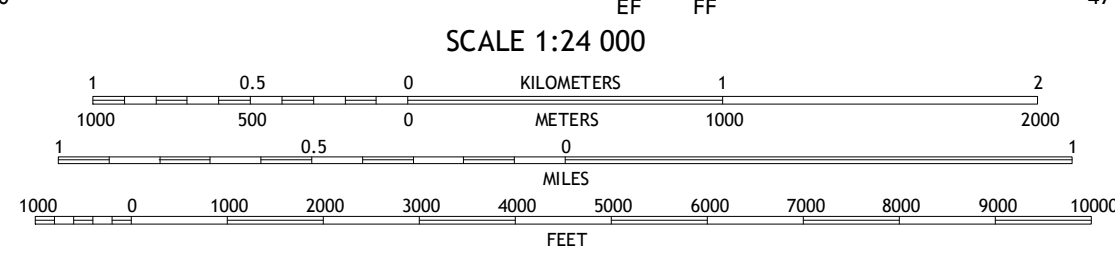 EF FF
SCALE 1:24 000
1 0.5 0 KILOMETERS 1 2
1000 500 0 METERS 1000 2000
1 0.5 0 1
MILES
1000 0 1000 2000 3000 4000 5000 6000 7000 8000 9000 10000
FEET